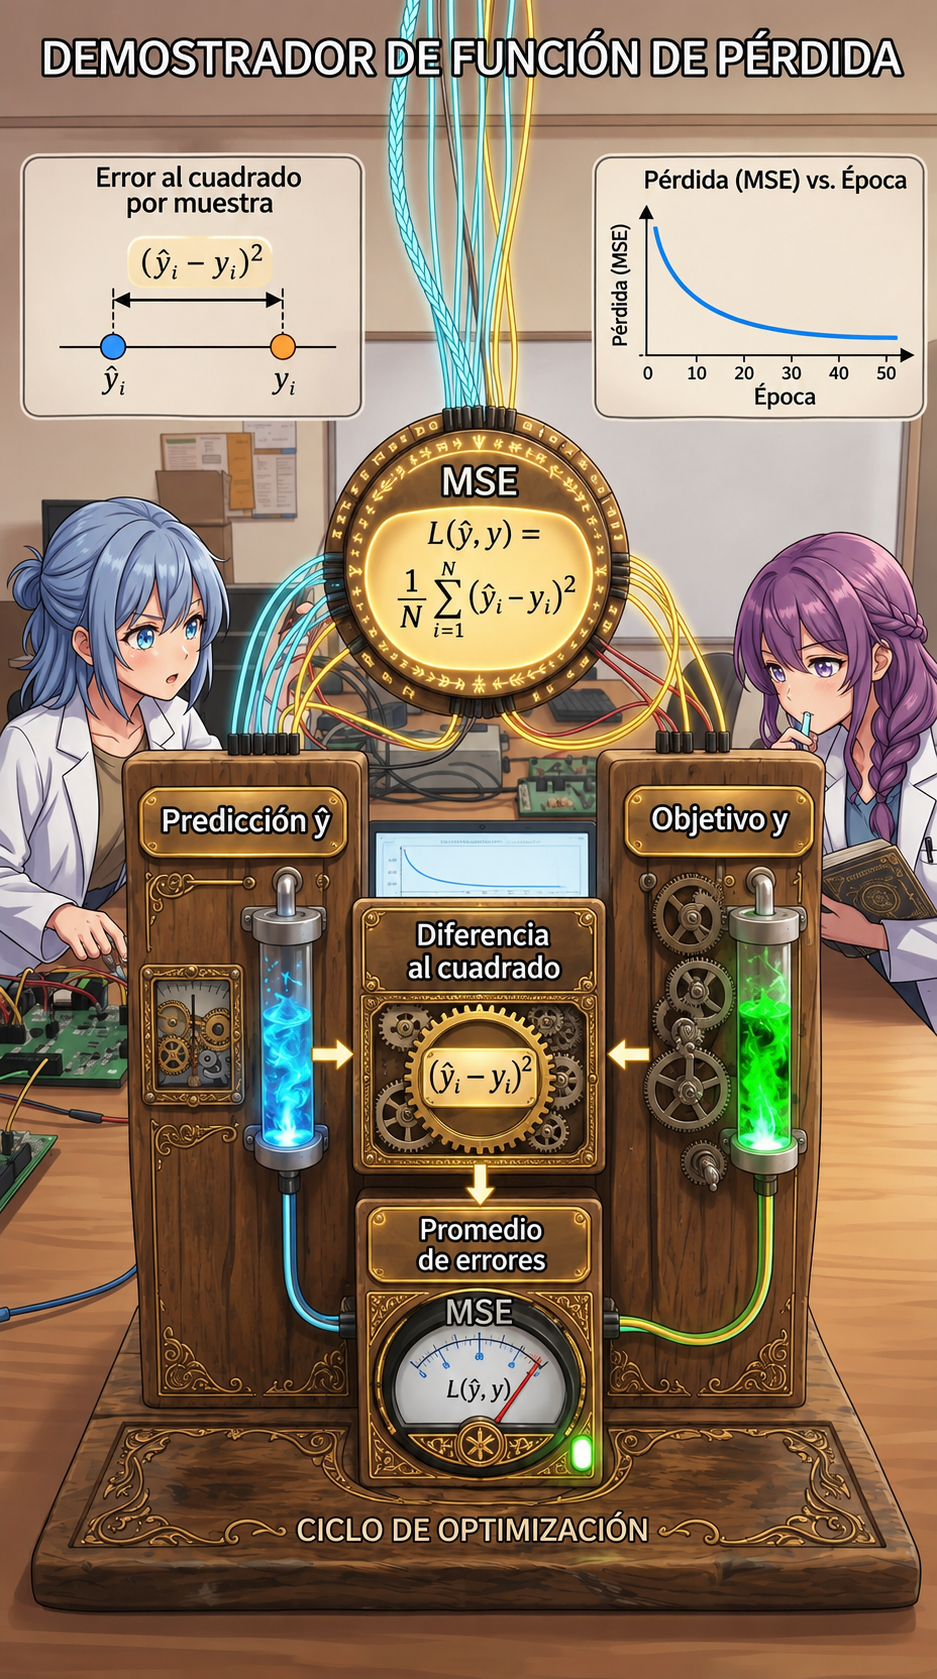 DEMOSTRADOR DE FUNCIÓN DE PÉRDIDA
Error al cuadrado
por muestra
(ŷᵢ − yᵢ)²
ŷᵢ
yᵢ
Pérdida (MSE) vs. Época
Pérdida (MSE)
0 10 20 30 40 50
Época
MSE
L(ŷ, y) =
1/N ∑ᵢ₌₁ᴺ (ŷᵢ − yᵢ)²
Predicción ŷ
Objetivo y
Diferencia
al cuadrado
(ŷᵢ − yᵢ)²
Promedio
de errores
MSE
L(ŷ, y)
CICLO DE OPTIMIZACIÓN